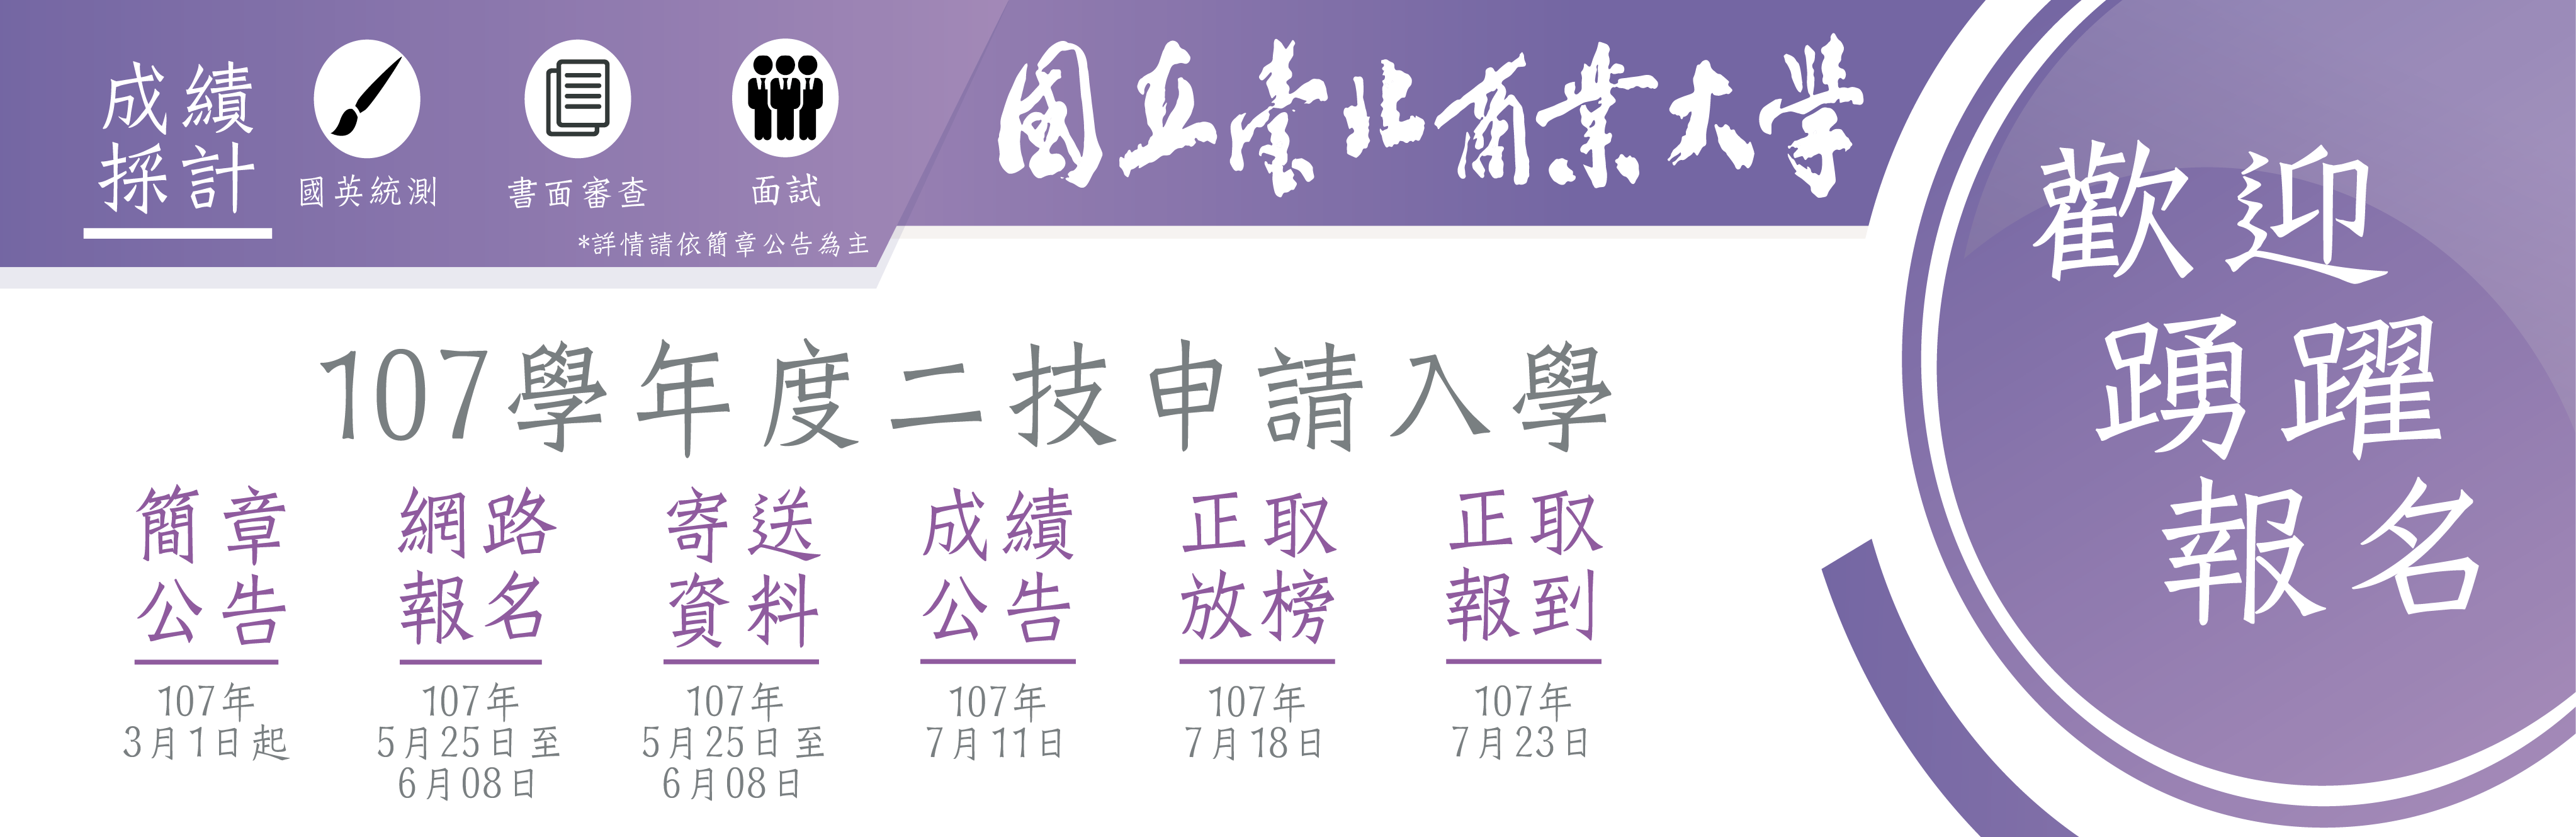 成績
採計
國英統測
書面審查
面試
*詳情請依簡章公告為主
國立臺北商業大學
歡迎
踴躍
報名
107學年度二技申請入學
簡章
公告
107年
3月1日起
網路
報名
107年
5月25日至
6月08日
寄送
資料
107年
5月25日至
6月08日
成績
公告
107年
7月11日
正取
放榜
107年
7月18日
正取
報到
107年
7月23日